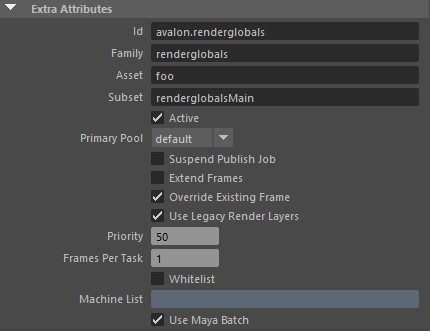 Extra Attributes
Id avalon.renderglobals
Family renderglobals
Asset foo
Subset renderglobalsMain
Active
Primary Pool default
Suspend Publish Job
Extend Frames
Override Existing Frame
Use Legacy Render Layers
Priority 50
Frames Per Task 1
Whitelist
Machine List
Use Maya Batch